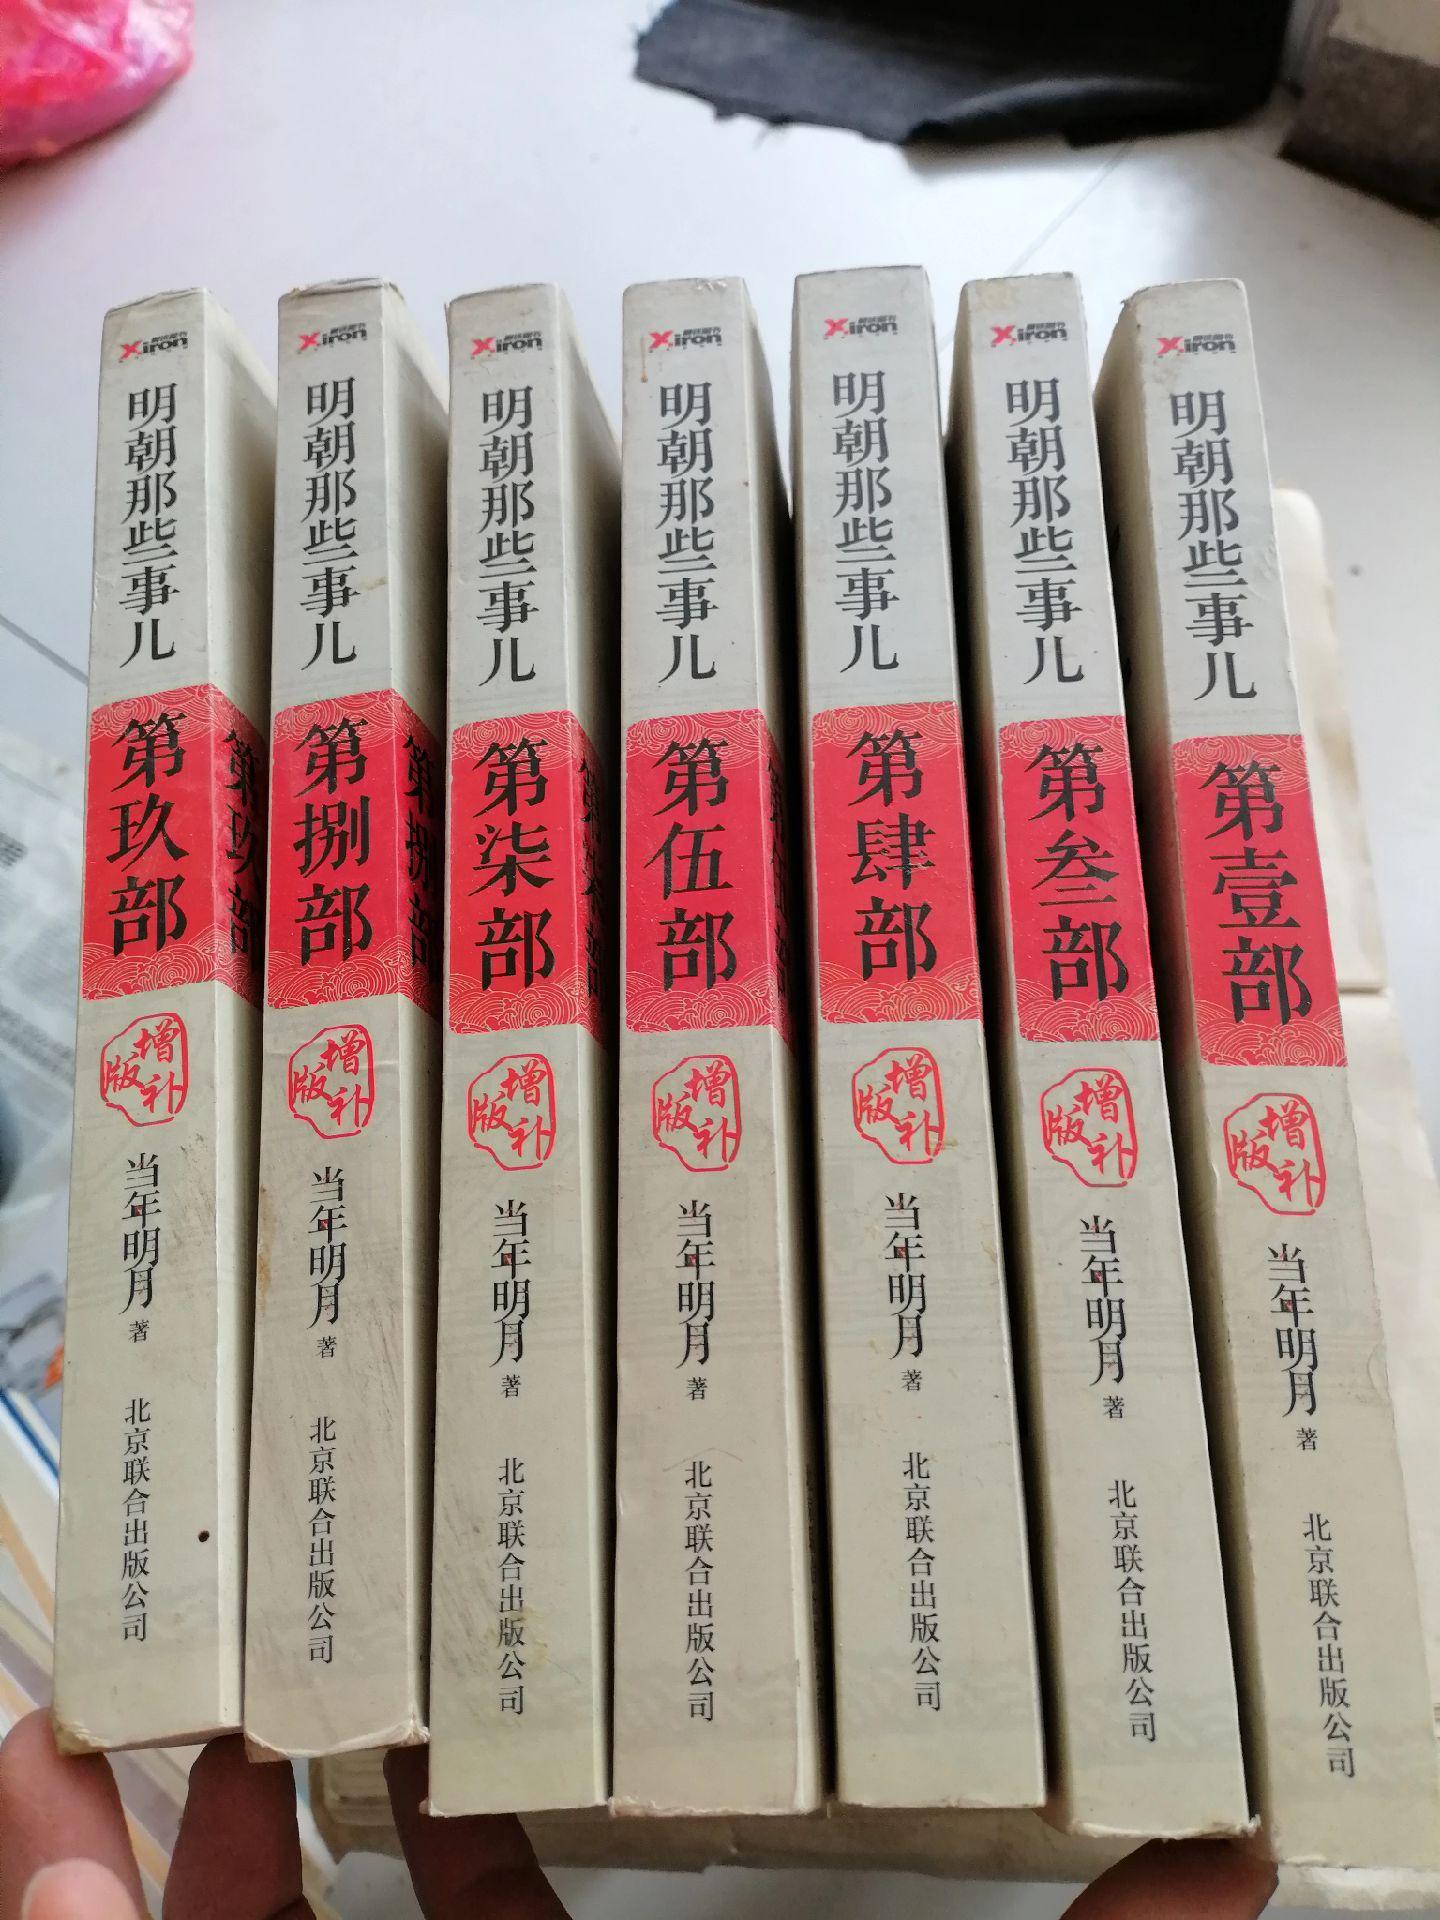 Xiron
明朝那些事儿
第玖部
增补版
当年明月 著
北京联合出版公司
第玖部
Xiron
明朝那些事儿
第捌部
增补版
当年明月 著
北京联合出版公司
第捌部
Xiron
明朝那些事儿
第柒部
增补版
当年明月 著
北京联合出版公司
Xiron
明朝那些事儿
第伍部
增补版
当年明月 著
北京联合出版公司
Xiron
明朝那些事儿
第肆部
增补版
当年明月 著
北京联合出版公司
Xiron
明朝那些事儿
第叁部
增补版
当年明月 著
北京联合出版公司
Xiron
明朝那些事儿
第壹部
增补版
当年明月 著
北京联合出版公司